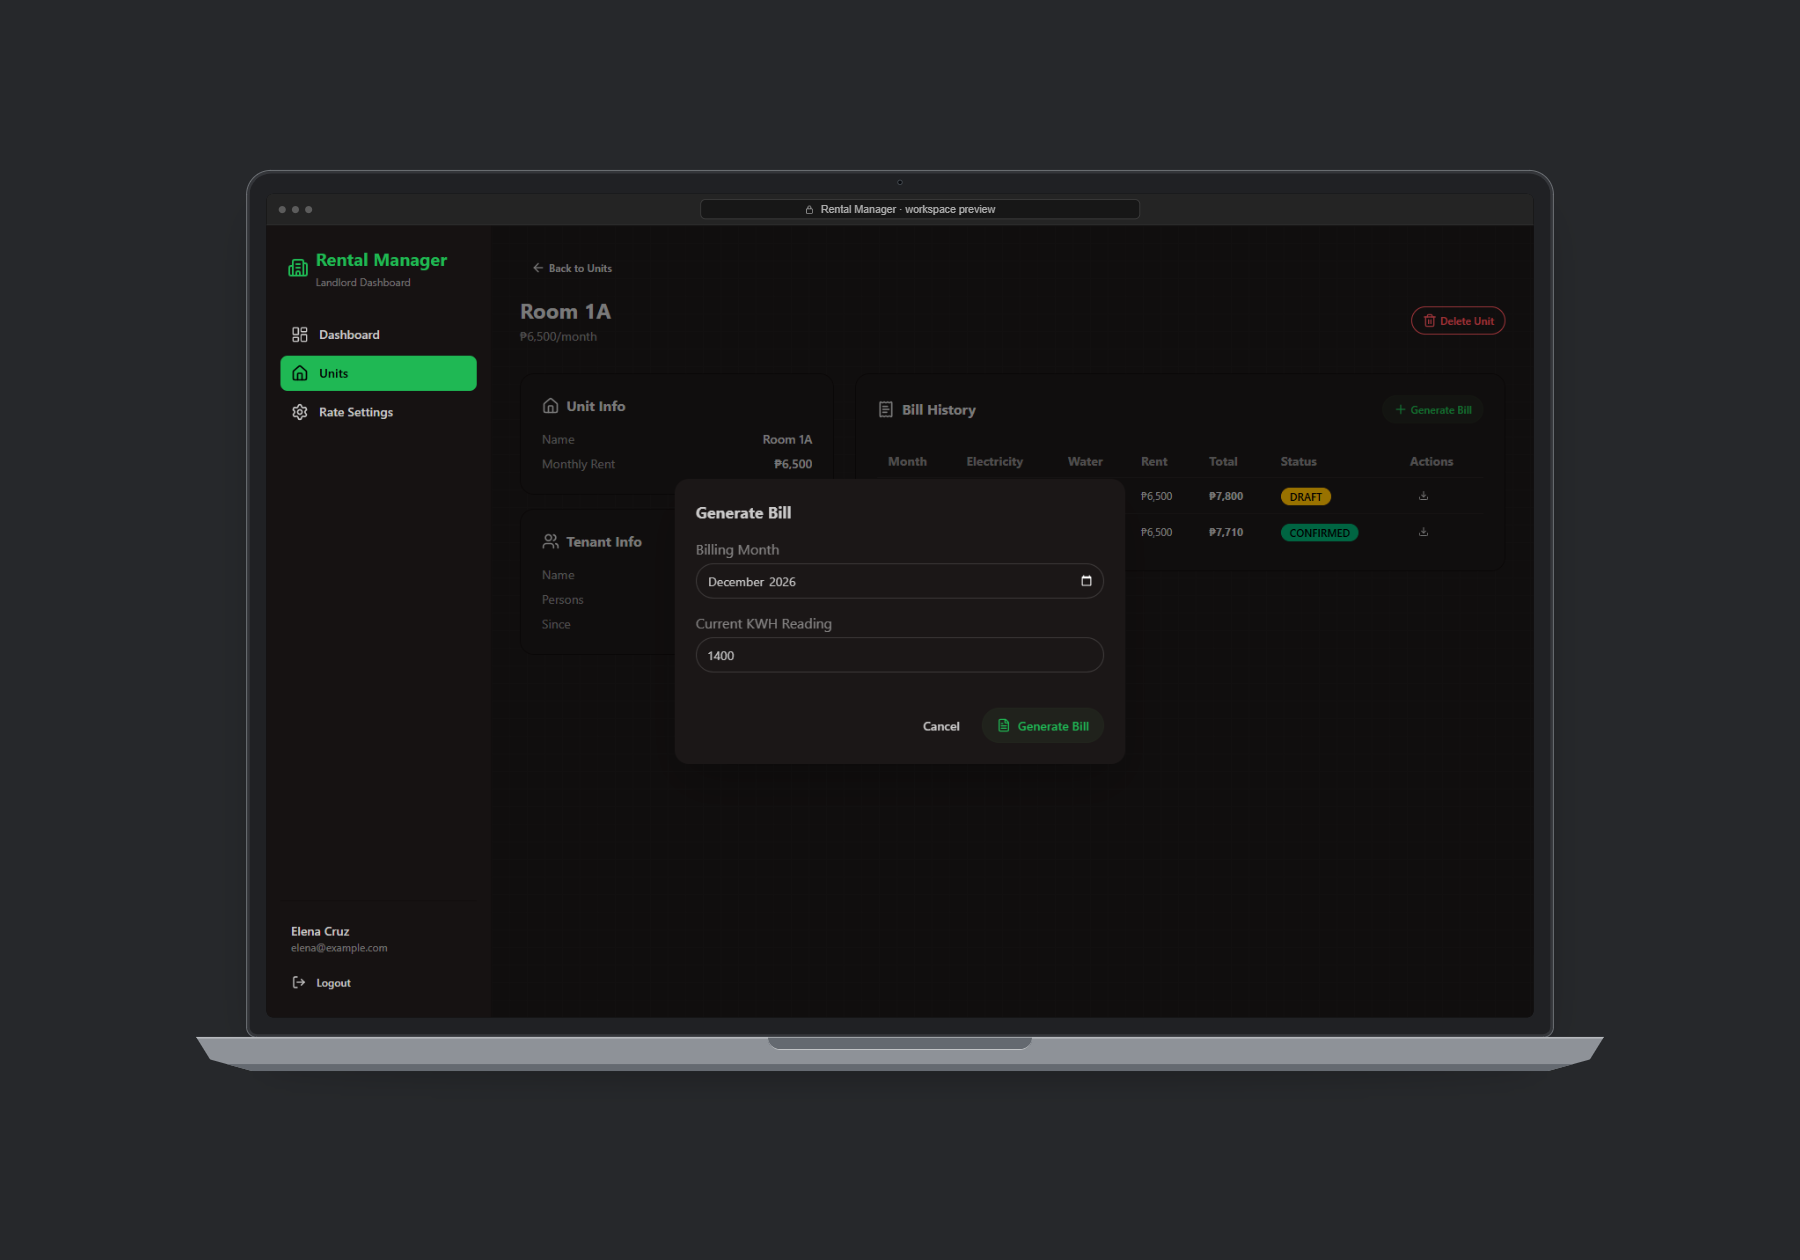 Rental Manager · workspace preview
Rental Manager
Landlord Dashboard
Dashboard
Units
Rate Settings
Elena Cruz
elena@example.com
Logout
Back to Units
Room 1A
₱6,500/month
Delete Unit
Unit Info
Name Room 1A
Monthly Rent ₱6,500
Tenant Info
Name
Persons
Since
Bill History
Generate Bill
Month Electricity Water Rent Total Status Actions
₱6,500 ₱7,800 DRAFT
₱6,500 ₱7,710 CONFIRMED
Generate Bill
Billing Month
December 2026
Current KWH Reading
1400
Cancel
Generate Bill